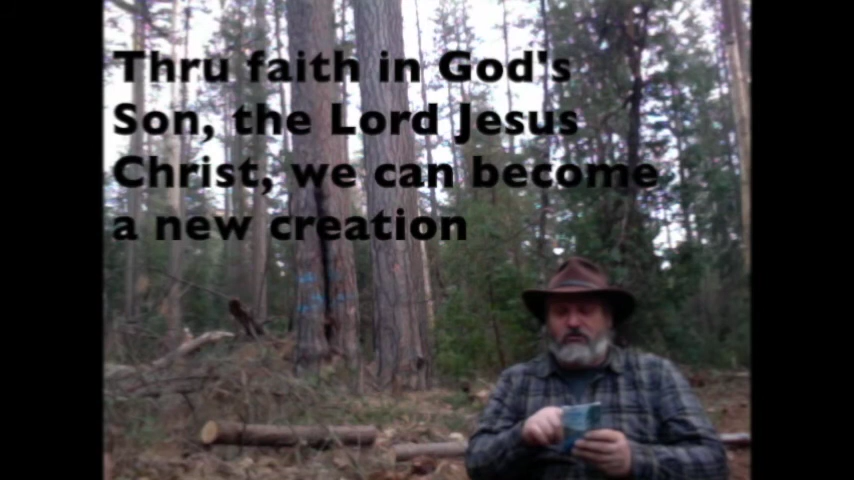 Thru faith in God's
Son, the Lord Jesus
Christ, we can become
a new creation